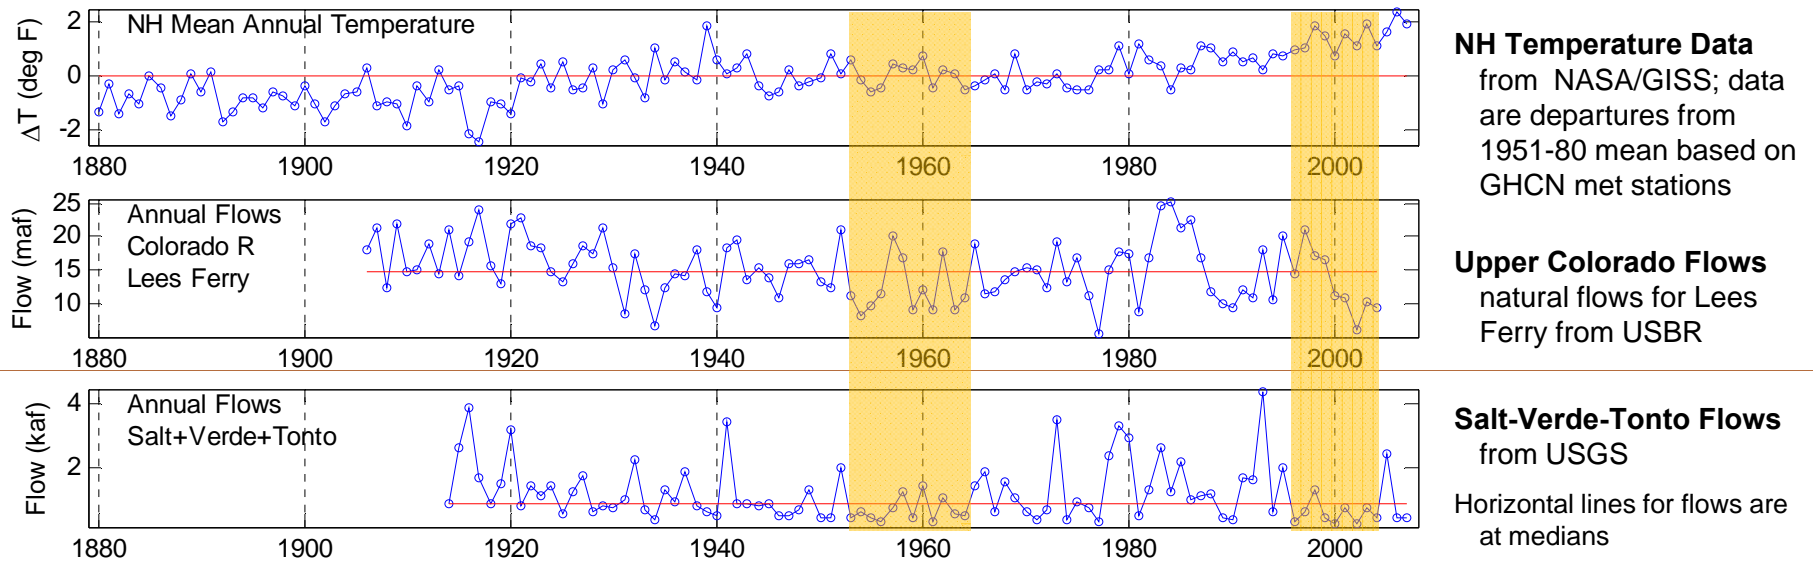 NH Mean Annual Temperature
ΔT (deg F)
2
0
-2
1880 1900 1920 1940 1960 1980 2000
NH Temperature Data
from NASA/GISS; data
are departures from
1951-80 mean based on
GHCN met stations
Annual Flows
Colorado R
Lees Ferry
Flow (maf)
25
20
15
10
1880 1900 1920 1940 1960 1980 2000
Upper Colorado Flows
natural flows for Lees
Ferry from USBR
Annual Flows
Salt+Verde+Tonto
Flow (kaf)
4
2
1880 1900 1920 1940 1960 1980 2000
Salt-Verde-Tonto Flows
from USGS
Horizontal lines for flows are
at medians